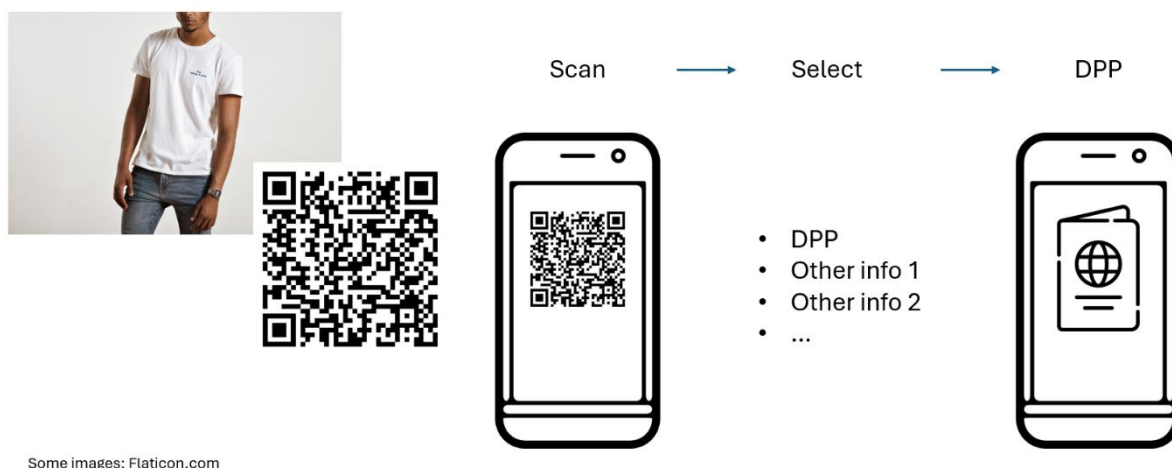 Scan
Select
DPP
• DPP
• Other info 1
• Other info 2
• ...
Some images: Flaticon.com